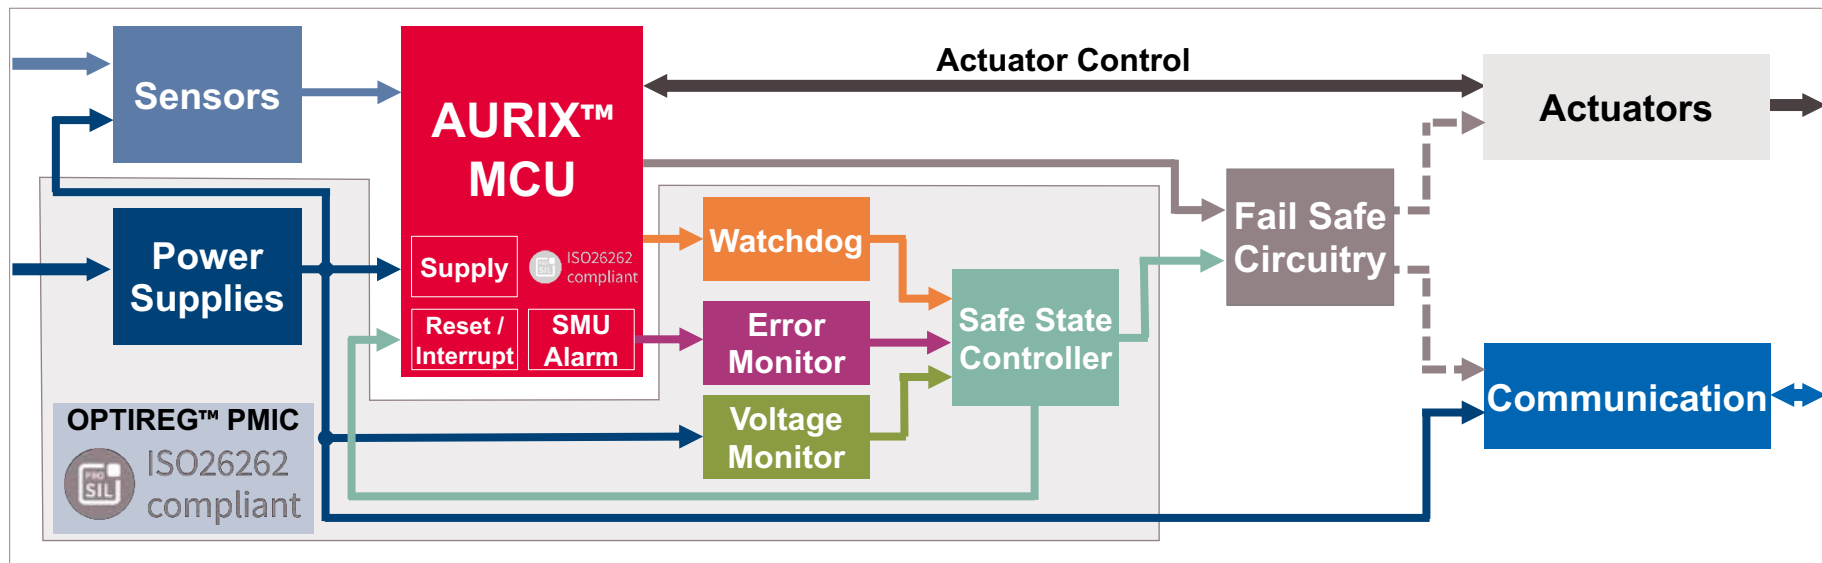 Sensors
AURIX™
MCU
Actuator Control
Actuators
Power
Supplies
Supply
ISO26262
compliant
Reset /
Interrupt
SMU
Alarm
Watchdog
Error
Monitor
Voltage
Monitor
Safe State
Controller
Fail Safe
Circuitry
Communication
OPTIREG™ PMIC
PRO
SIL
ISO26262
compliant